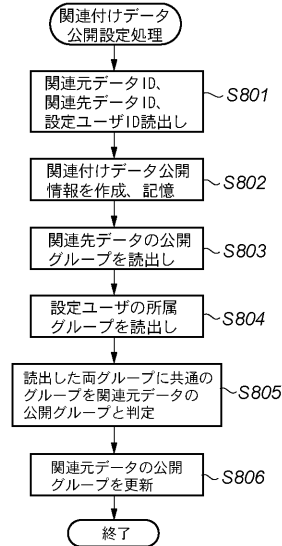 関連付けデータ
公開設定処理
関連元データID、
関連先データID、
設定ユーザID読出し
S801
関連付けデータ公開
情報を作成、記憶
S802
関連先データの公開
グループを読出し
S803
設定ユーザの所属
グループを読出し
S804
読出した両グループに共通の
グループを関連元データの
公開グループと判定
S805
関連元データの公開
グループを更新
S806
終了